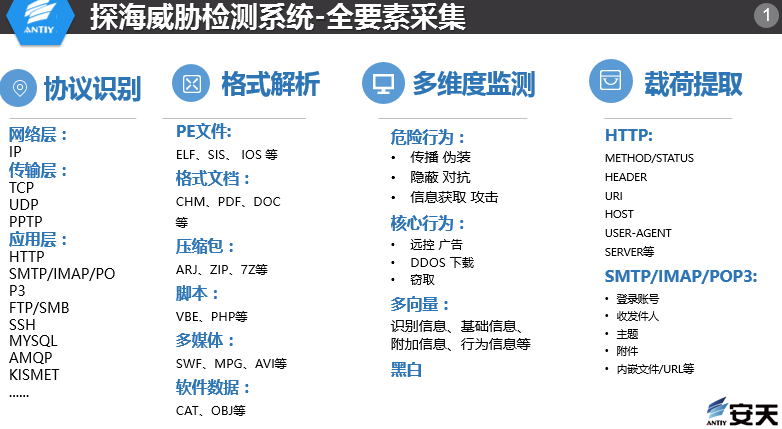 ANTIY
探海威胁检测系统-全要素采集
1
协议识别
网络层：
IP
传输层：
TCP
UDP
PPTP
应用层：
HTTP
SMTP/IMAP/PO
P3
FTP/SMB
SSH
MYSQL
AMQP
KISMET
......
格式解析
PE文件:
ELF、SIS、 IOS 等
格式文档：
CHM、PDF、DOC
等
压缩包：
ARJ、ZIP、7Z等
脚本：
VBE、PHP等
多媒体：
SWF、MPG、AVI等
软件数据：
CAT、OBJ等
多维度监测
危险行为：
• 传播 伪装
• 隐蔽 对抗
• 信息获取 攻击
核心行为：
• 远控 广告
• DDOS 下载
• 窃取
多向量：
识别信息、基础信息、
附加信息、行为信息等
黑白
载荷提取
HTTP:
METHOD/STATUS
HEADER
URI
HOST
USER-AGENT
SERVER等
SMTP/IMAP/POP3:
• 登录账号
• 收发件人
• 主题
• 附件
• 内嵌文件/URL等
ANTIY 安天